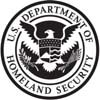 U.S. DEPARTMENT OF
HOMELAND SECURITY